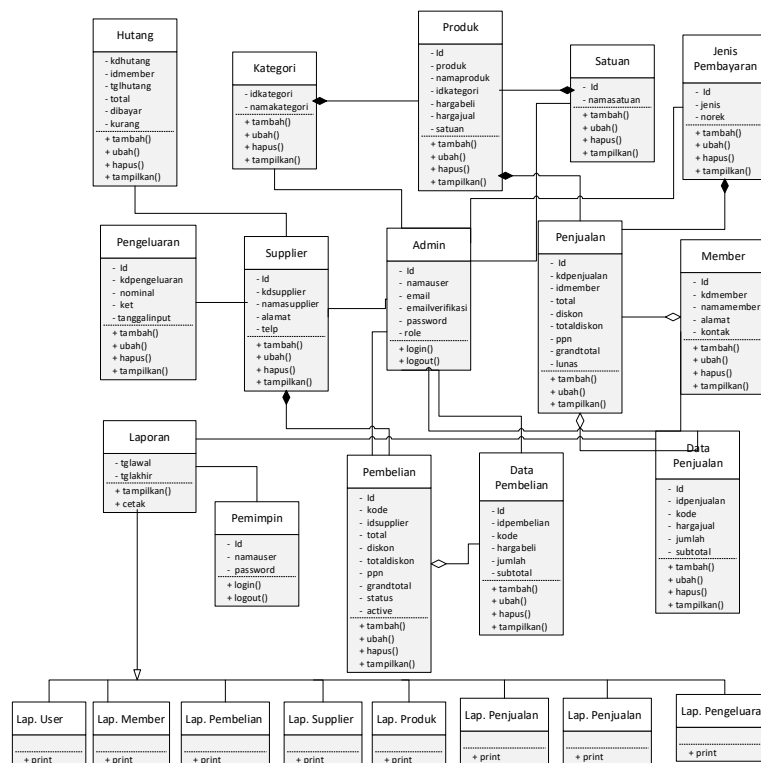 Hutang
- kdhutang
- idmember
- tglhutang
- total
- dibayar
- kurang
+ tambah()
+ ubah()
+ hapus()
+ tampilkan()
Kategori
- idkategori
- namakategori
+ tambah()
+ ubah()
+ hapus()
+ tampilkan()
Produk
- Id
- produk
- namaproduk
- idkategori
- hargabeli
- hargajual
- satuan
+ tambah()
+ ubah()
+ hapus()
+ tampilkan()
Satuan
- Id
- namasatuan
+ tambah()
+ ubah()
+ hapus()
+ tampilkan()
Jenis
Pembayaran
- Id
- jenis
- norek
+ tambah()
+ ubah()
+ hapus()
+ tampilkan()
Pengeluaran
- Id
- kdpengeluaran
- nominal
- ket
- tanggalinput
+ tambah()
+ ubah()
+ hapus()
+ tampilkan()
Supplier
- Id
- kdsupplier
- namasupplier
- alamat
- telp
+ tambah()
+ ubah()
+ hapus()
+ tampilkan()
Admin
- Id
- namauser
- email
- emailverifikasi
- password
- role
+ login()
+ logout()
Penjualan
- Id
- kdpenjualan
- idmember
- total
- diskon
- totaldiskon
- ppn
- grandtotal
- lunas
+ tambah()
+ ubah()
+ tampilkan()
Member
- Id
- kdmember
- namamember
- alamat
- kontak
+ tambah()
+ ubah()
+ hapus()
+ tampilkan()
Laporan
- tglawal
- tglakhir
+ tampilkan()
+ cetak
Pemimpin
- Id
- namauser
- password
+ login()
+ logout()
Pembelian
- Id
- kode
- idsupplier
- total
- diskon
- totaldiskon
- ppn
- grandtotal
- status
- active
+ tambah()
+ ubah()
+ hapus()
+ tampilkan()
Data
Pembelian
- Id
- idpembelian
- kode
- hargabeli
- jumlah
- subtotal
+ tambah()
+ ubah()
+ hapus()
+ tampilkan()
Data
Penjualan
- Id
- idpenjualan
- kode
- hargajual
- jumlah
- subtotal
+ tambah()
+ ubah()
+ hapus()
+ tampilkan()
Lap. User
+ print
Lap. Member
+ print
Lap. Pembelian
+ print
Lap. Supplier
+ print
Lap. Produk
+ print
Lap. Penjualan
+ print
Lap. Penjualan
+ print
Lap. Pengeluara
+ print